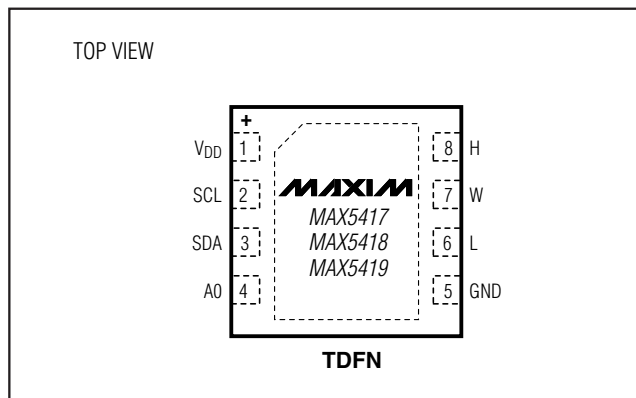 TOP VIEW
+
VDD 1 8 H
SCL 2 MAXIM 7 W
MAX5417
SDA 3 MAX5418 6 L
MAX5419
A0 4 5 GND
TDFN